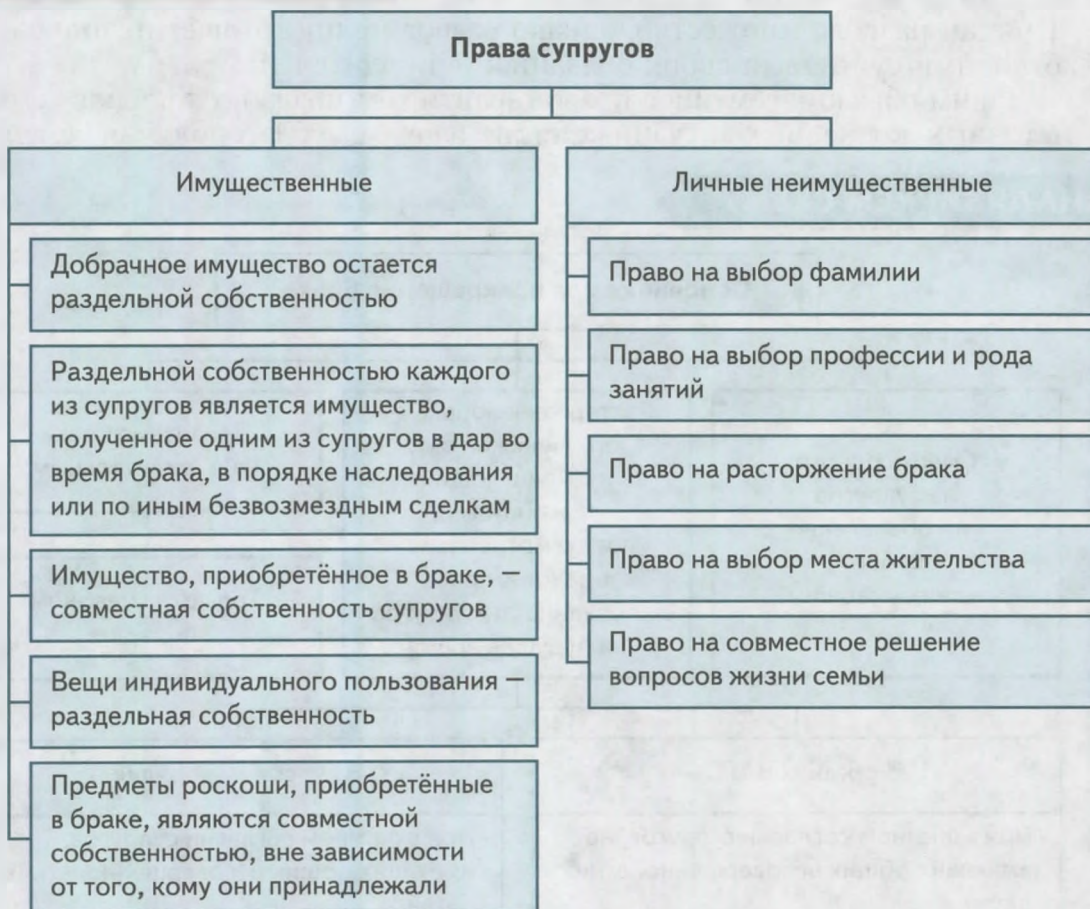 Права супругов
Имущественные
Добрачное имущество остается
раздельной собственностью
Раздельной собственностью каждого
из супругов является имущество,
полученное одним из супругов в дар во
время брака, в порядке наследования
или по иным безвозмездным сделкам
Имущество, приобретённое в браке, —
совместная собственность супругов
Вещи индивидуального пользования —
раздельная собственность
Предметы роскоши, приобретённые
в браке, являются совместной
собственностью, вне зависимости
от того, кому они принадлежали
Личные неимущественные
Право на выбор фамилии
Право на выбор профессии и рода
занятий
Право на расторжение брака
Право на выбор места жительства
Право на совместное решение
вопросов жизни семьи